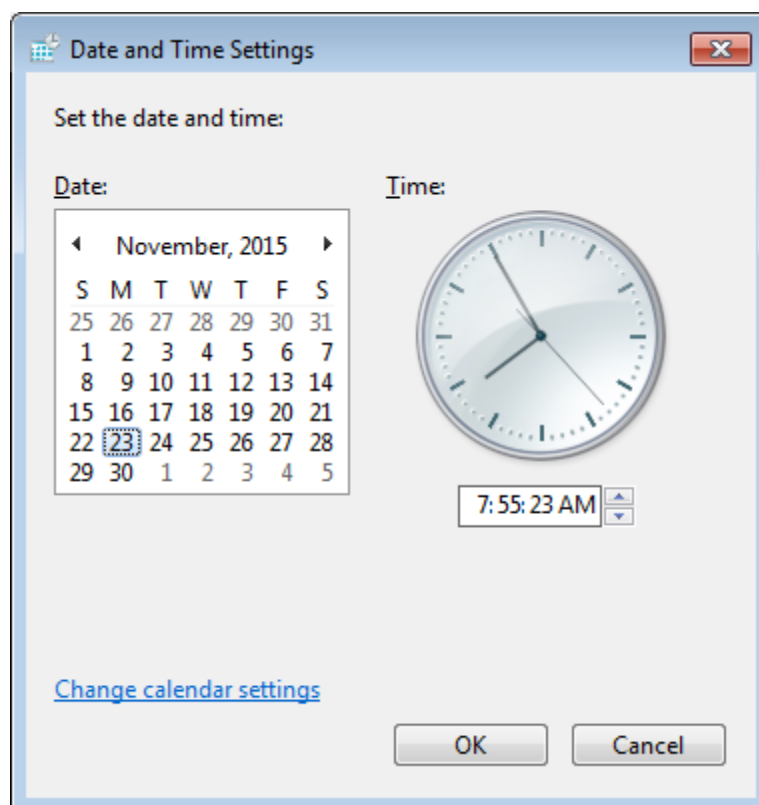 Date and Time Settings
Set the date and time:
Date:
Time:
November, 2015
S M T W T F S
25 26 27 28 29 30 31
1 2 3 4 5 6 7
8 9 10 11 12 13 14
15 16 17 18 19 20 21
22 23 24 25 26 27 28
29 30 1 2 3 4 5
7:55:23 AM
Change calendar settings
OK
Cancel